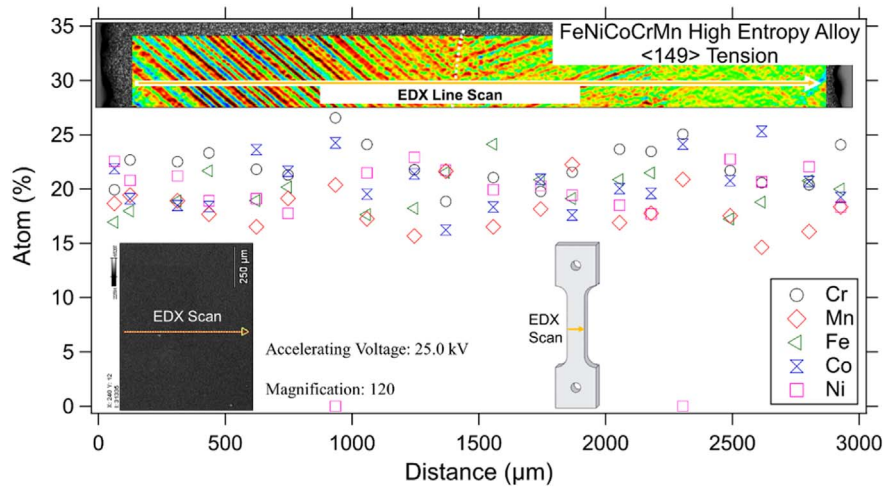 FeNiCoCrMn High Entropy Alloy
<149> Tension
EDX Line Scan
35
30
25
20
15
10
5
0
Atom (%)
250 µm
EDX Scan
Accelerating Voltage: 25.0 kV
Magnification: 120
EDX
Scan
Cr
Mn
Fe
Co
Ni
0
500
1000
1500
2000
2500
3000
Distance (µm)